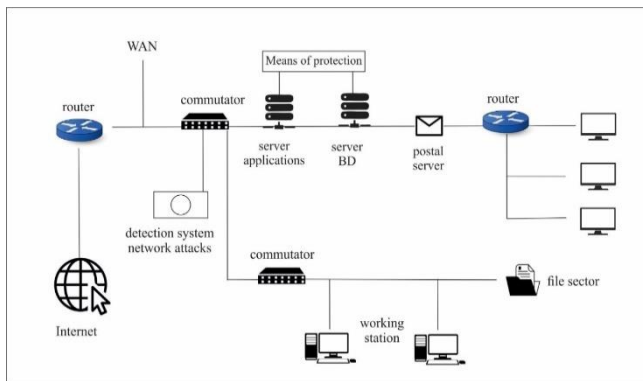 WAN
Means of protection
router
commutator
router
server
applications
server
BD
postal
server
detection system
network attacks
commutator
file sector
Internet
working
station